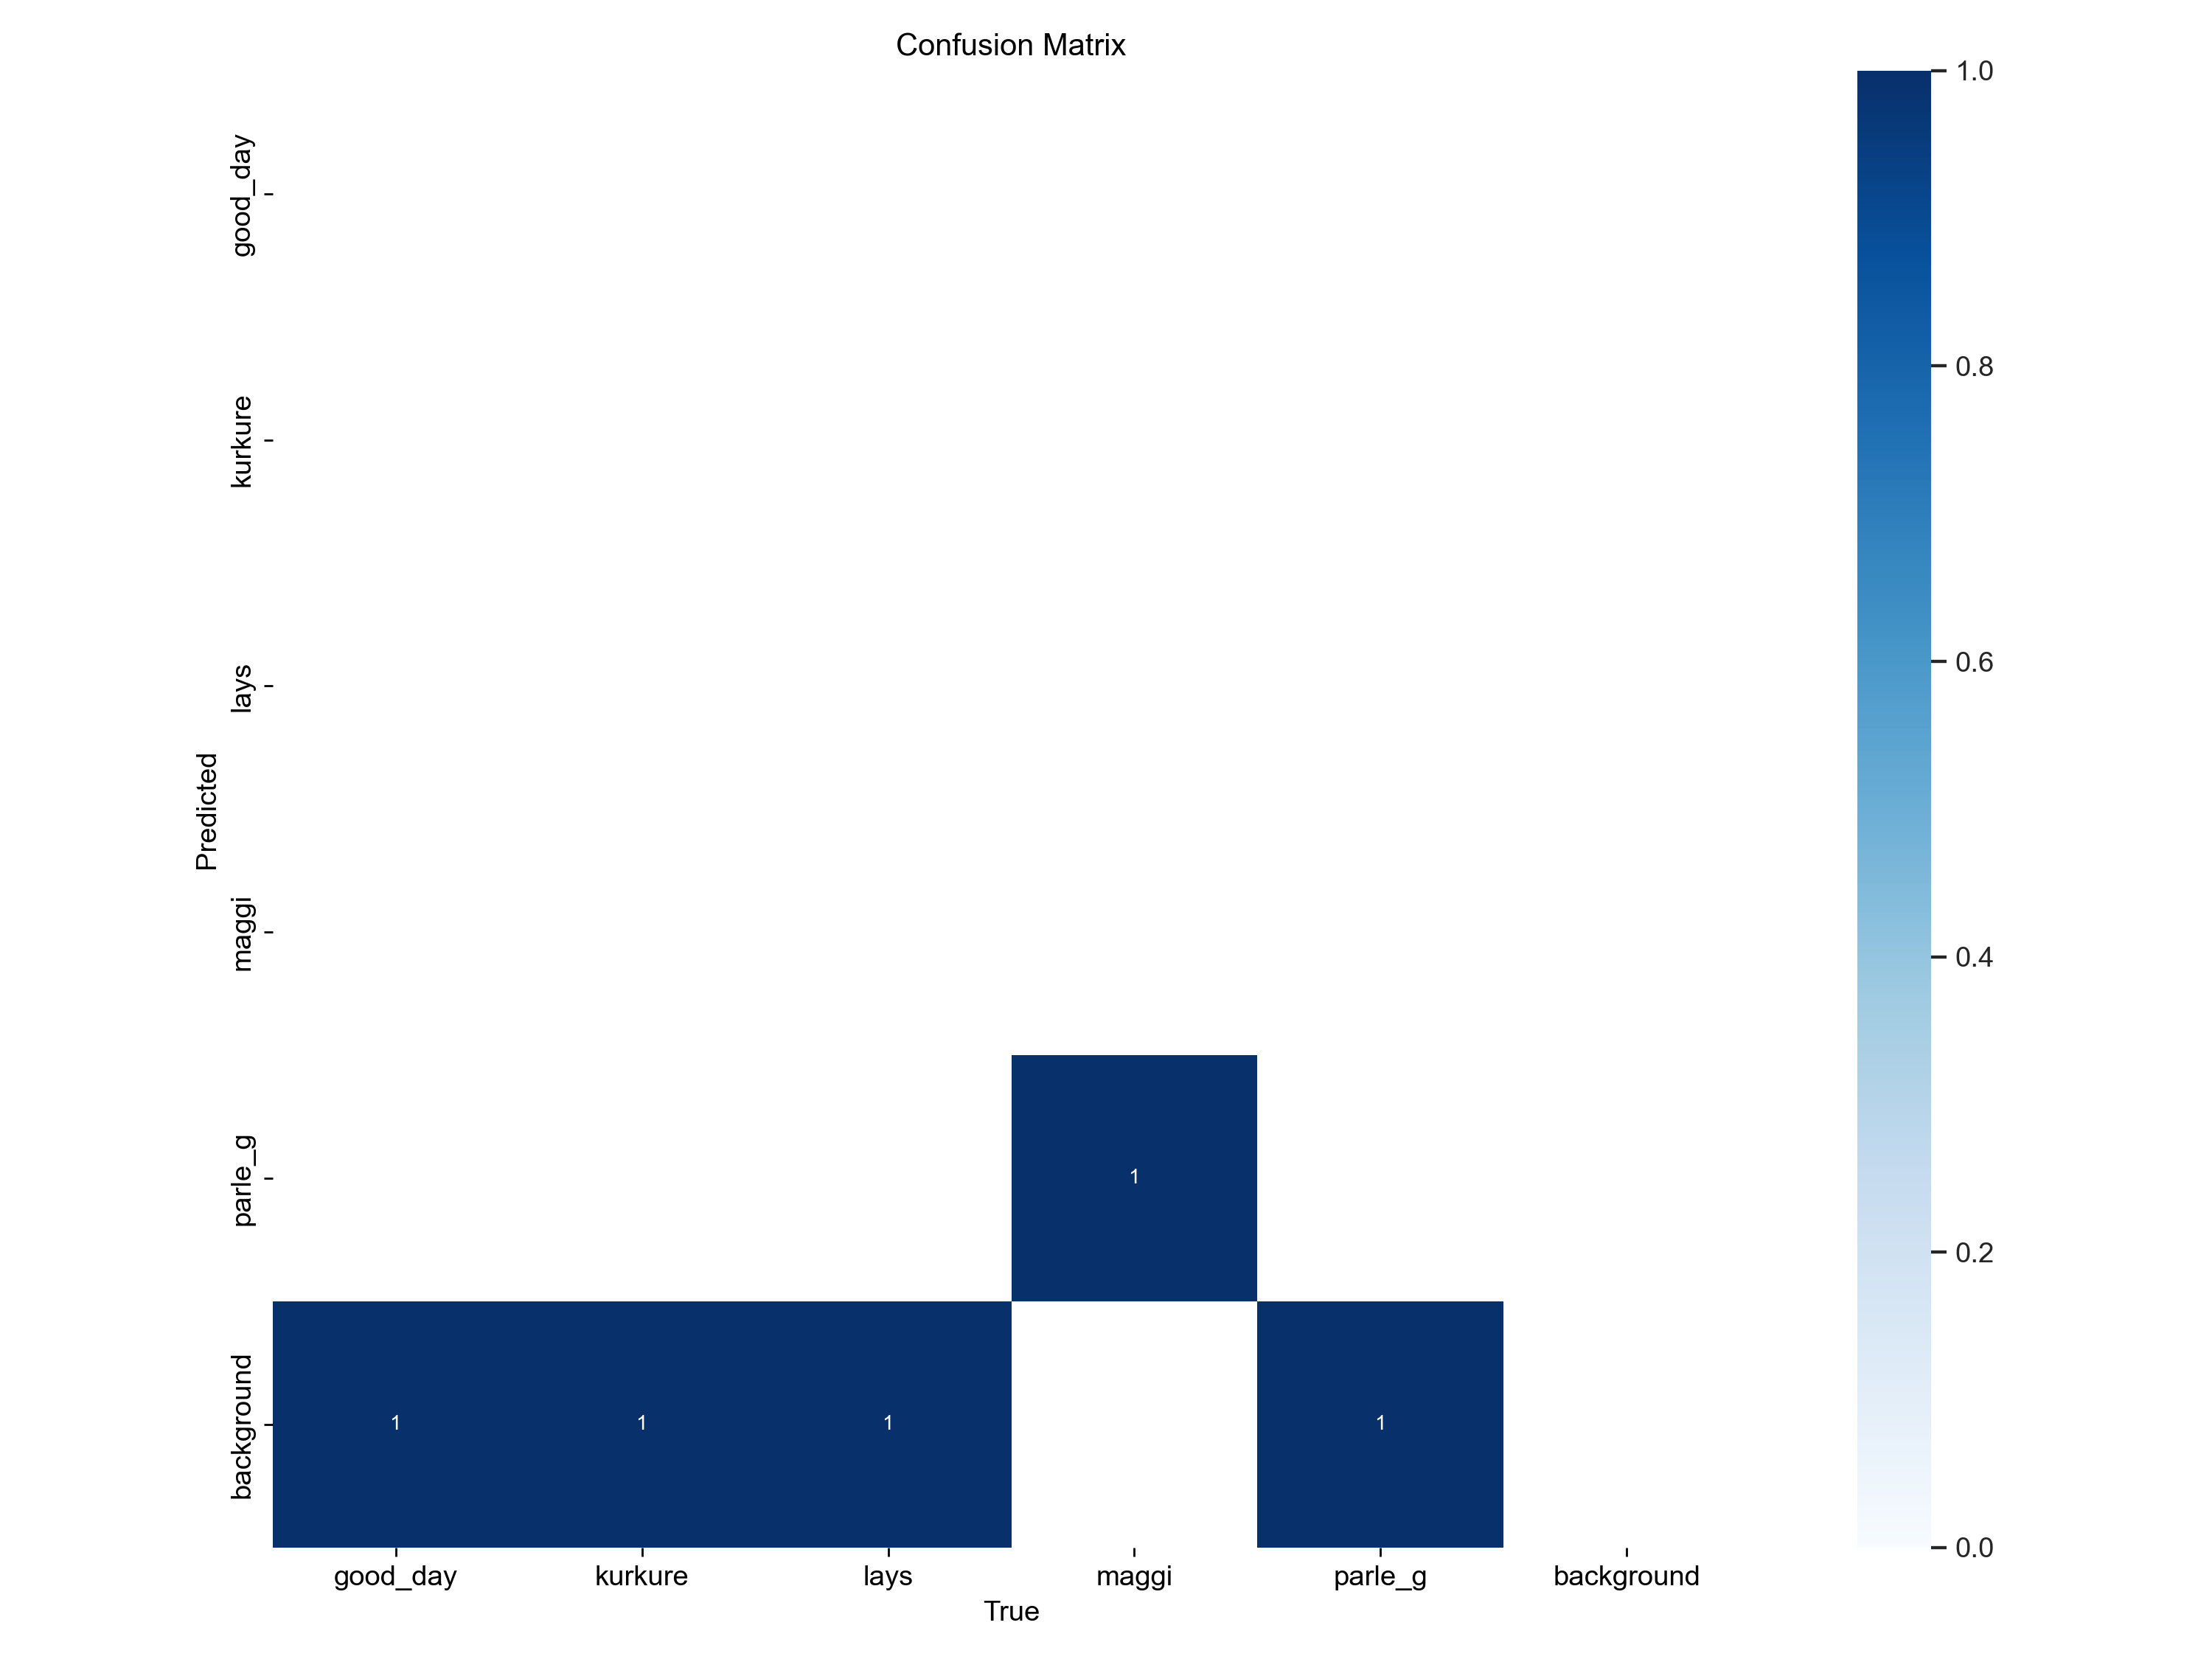 Confusion Matrix
1.0
good_day
kurkure
0.8
lays
0.6
Predicted
maggi
0.4
parle_g
1
0.2
background
1
1
1
1
0.0
good_day
kurkure
lays
maggi
parle_g
background
True